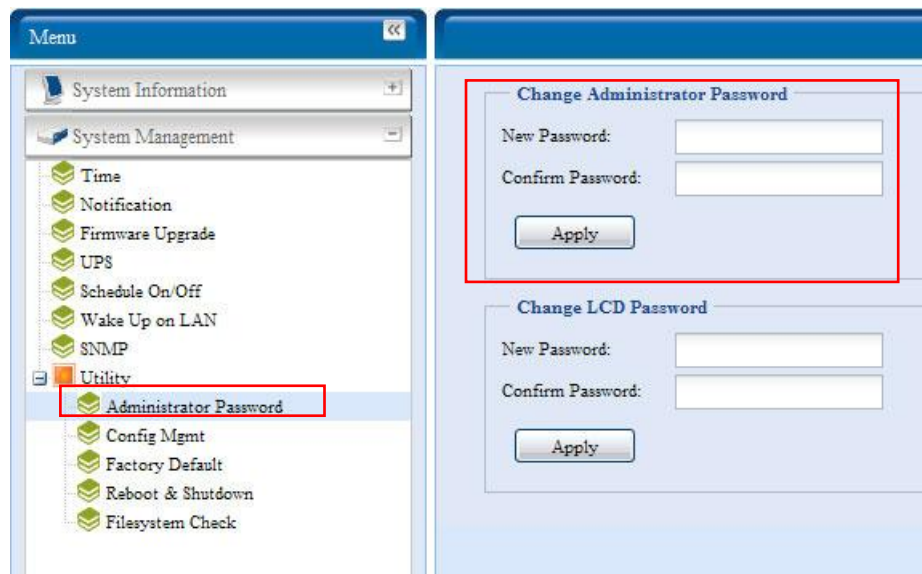 Menu
System Information
System Management
Time
Notification
Firmware Upgrade
UPS
Schedule On/Off
Wake Up on LAN
SNMP
Utility
Administrator Password
Config Mgmt
Factory Default
Reboot & Shutdown
Filesystem Check
Change Administrator Password
New Password:
Confirm Password:
Apply
Change LCD Password
New Password:
Confirm Password:
Apply